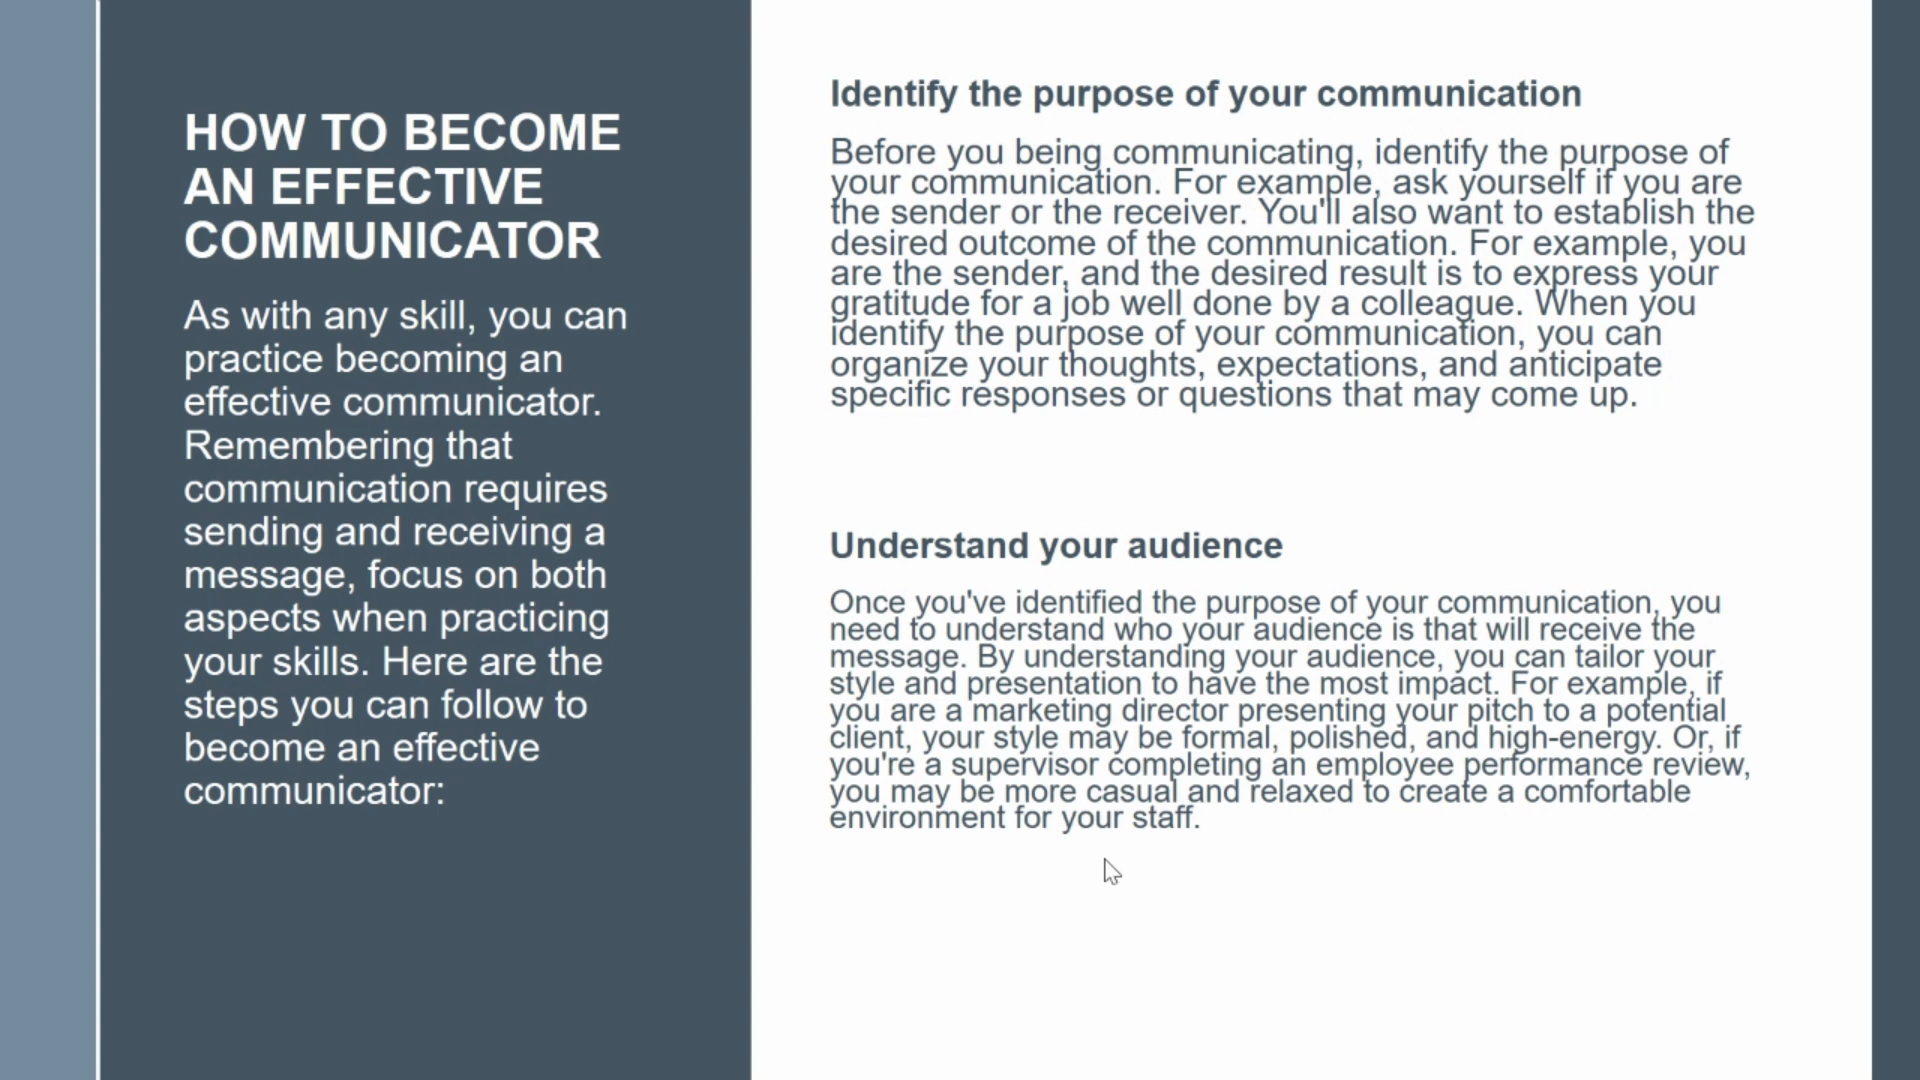 HOW TO BECOME
AN EFFECTIVE
COMMUNICATOR
As with any skill, you can
practice becoming an
effective communicator.
Remembering that
communication requires
sending and receiving a
message, focus on both
aspects when practicing
your skills. Here are the
steps you can follow to
become an effective
communicator:
Identify the purpose of your communication
Before you being communicating, identify the purpose of
your communication. For example, ask yourself if you are
the sender or the receiver. You'll also want to establish the
desired outcome of the communication. For example, you
are the sender, and the desired result is to express your
gratitude for a job well done by a colleague. When you
identify the purpose of your communication, you can
organize your thoughts, expectations, and anticipate
specific responses or questions that may come up.
Understand your audience
Once you've identified the purpose of your communication, you
need to understand who your audience is that will receive the
message. By understanding your audience, you can tailor your
style and presentation to have the most impact. For example, if
you are a marketing director presenting your pitch to a potential
client, your style may be formal, polished, and high-energy. Or, if
you're a supervisor completing an employee performance review,
you may be more casual and relaxed to create a comfortable
environment for your staff.